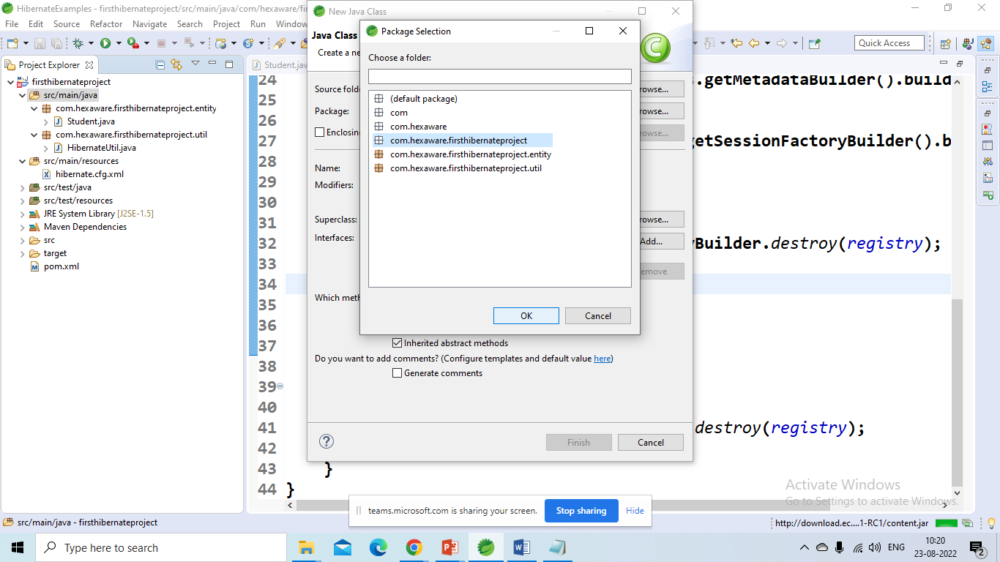 HibernateExamples - firsthibernateproject/src/main/java/com/hexaware/fi
File Edit Source Refactor Navigate Search Project Run Window
Quick Access
Project Explorer
firsthibernateproject
src/main/java
com.hexaware.firsthibernateproject.entity
Student.java
com.hexaware.firsthibernateproject.util
HibernateUtil.java
src/main/resources
hibernate.cfg.xml
src/test/java
src/test/resources
JRE System Library [J2SE-1.5]
Maven Dependencies
src
target
pom.xml
Student.jav
24 s.getMetadataBuilder().build
25
26
27 getSessionFactoryBuilder().b
28
29
30
31
32 yBuilder.destroy(registry);
33
34
35
36
37
38
39
40
41 destroy(registry);
42
43 }
44 }
New Java Class
Java Class
Create a ne
Source folde rowse...
Package: rowse...
Enclosing rowse...
Name:
Modifiers:
Superclass: rowse...
Interfaces: Add...
emove
Which meth
Inherited abstract methods
Do you want to add comments? (Configure templates and default value here)
Generate comments
Finish Cancel
Package Selection
Choose a folder:
(default package)
com
com.hexaware
com.hexaware.firsthibernateproject
com.hexaware.firsthibernateproject.entity
com.hexaware.firsthibernateproject.util
OK Cancel
Activate Windows
Go to Settings to activate Windows.
teams.microsoft.com is sharing your screen. Stop sharing Hide
src/main/java - firsthibernateproject
http://download.ec....1-RC1/content.jar
Type here to search
ENG
10:20
23-08-2022
2